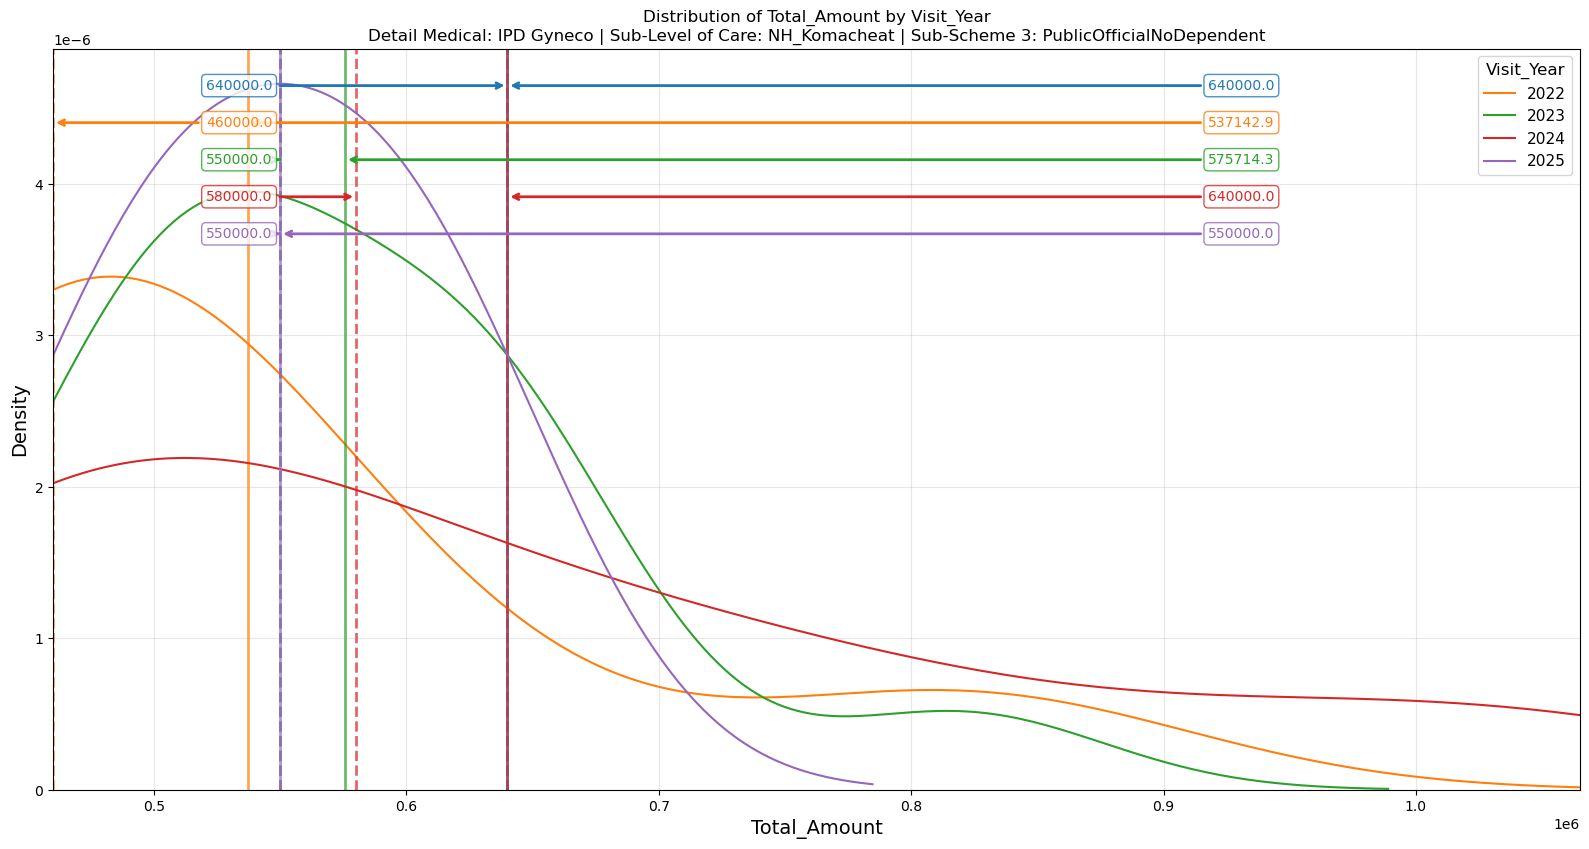 Distribution of Total_Amount by Visit_Year
Detail Medical: IPD Gyneco | Sub-Level of Care: NH_Komacheat | Sub-Scheme 3: PublicOfficialNoDependent
1e−6
Visit_Year
2022
2023
2024
2025
640000.0 640000.0
460000.0 537142.9
550000.0 575714.3
580000.0 640000.0
550000.0 550000.0
4
3
2
1
0
Density
0.5 0.6 0.7 0.8 0.9 1.0
1e6
Total_Amount